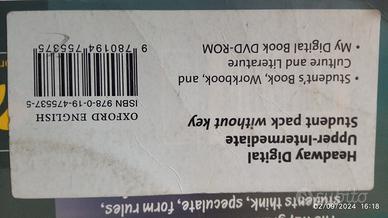 Headway Digital
Upper-Intermediate
Student pack without key
• Student's Book, Workbook, and
Culture and Literature
• My Digital Book DVD-ROM
OXFORD ENGLISH
ISBN 978-0-19-475537-5
9 780194 755375
students think, speculate, form rules,
subito
02/09/2024 16:18